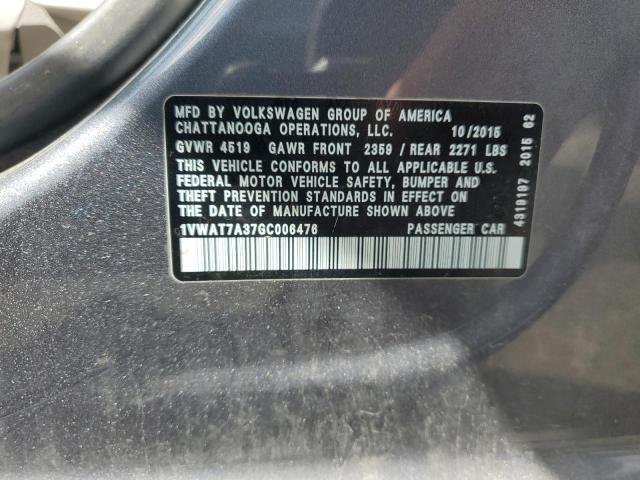 MFD BY VOLKSWAGEN GROUP OF AMERICA
CHATTANOOGA OPERATIONS, LLC. 10/2015
GVWR 4519 GAWR FRONT 2359 / REAR 2271 LBS
THIS VEHICLE CONFORMS TO ALL APPLICABLE U.S.
FEDERAL MOTOR VEHICLE SAFETY, BUMPER AND
THEFT PREVENTION STANDARDS IN EFFECT ON
THE DATE OF MANUFACTURE SHOWN ABOVE
1VWAT7A37GC006476 PASSENGER CAR
4319197 2015 62